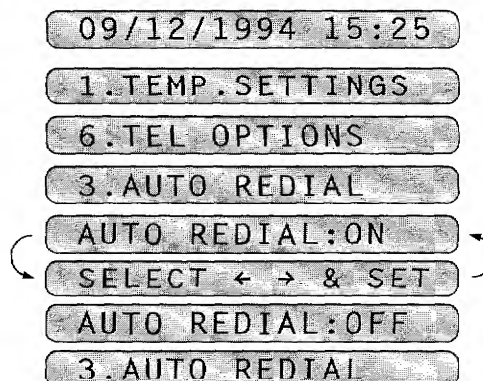 09/12/1994 15:25
1.TEMP.SETTINGS
6.TEL OPTIONS
3.AUTO REDIAL
AUTO REDIAL:ON
SELECT ← → & SET
AUTO REDIAL:OFF
3.AUTO REDIAL